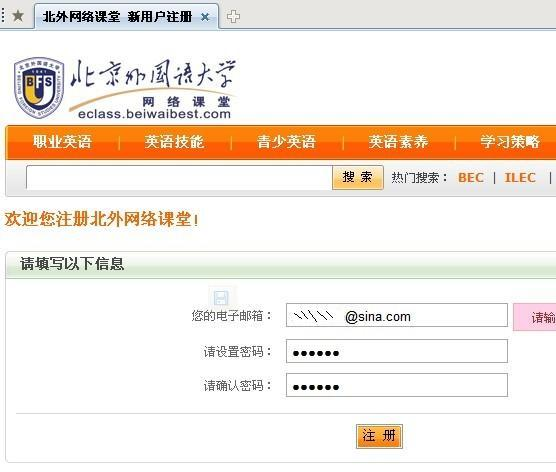 北外网络课堂 新用户注册
北京外国语大学
BFS
1941
网络课堂
eclass.beiwaibest.com
职业英语 | 英语技能 | 青少英语 | 英语素养 | 学习策略
搜索 热门搜索： BEC | ILEC |
欢迎您注册北外网络课堂!
请填写以下信息
您的电子邮箱： @sina.com 请输
请设置密码： ●●●●●●
请确认密码： ●●●●●●
注 册